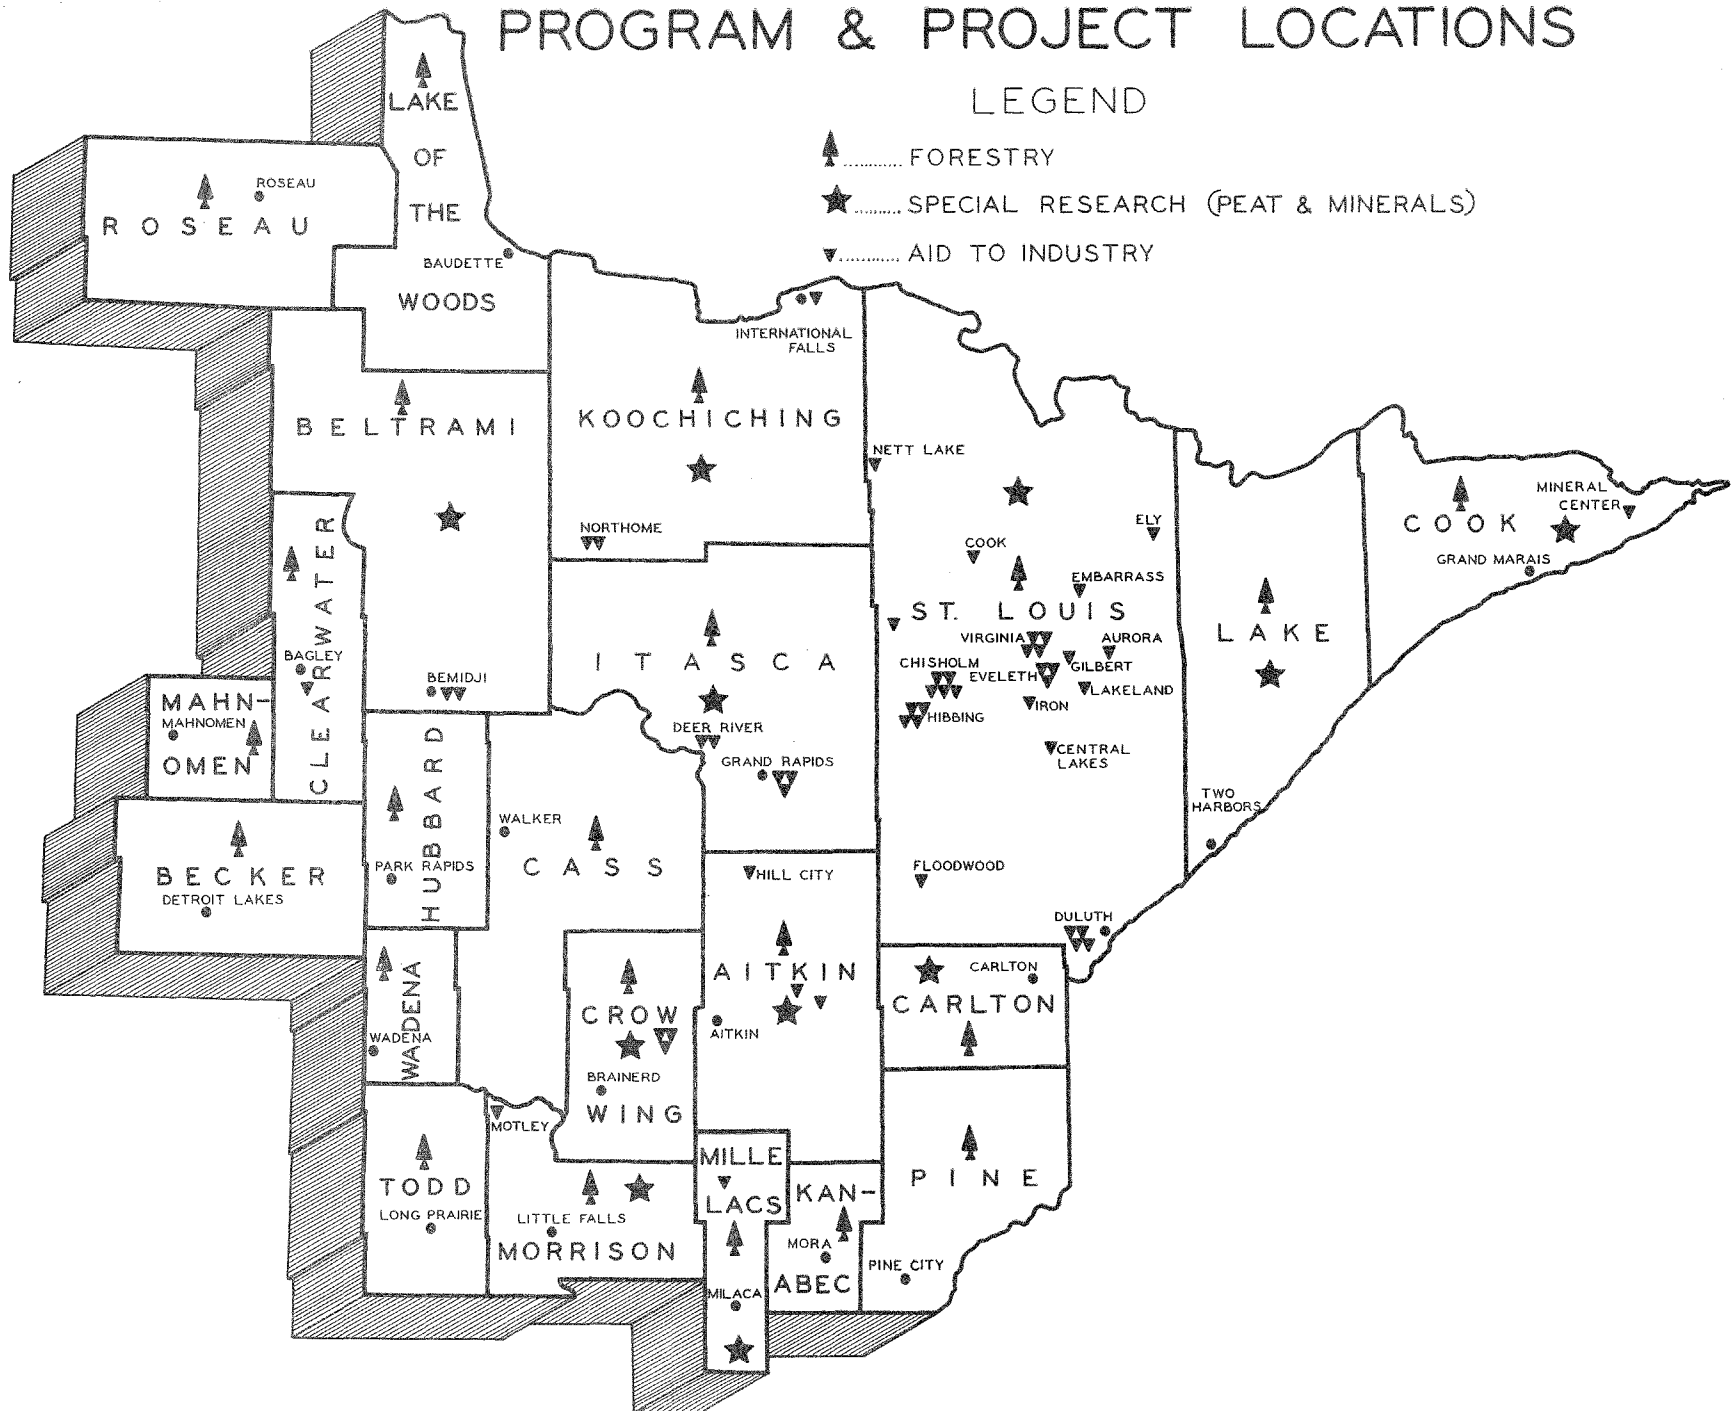 PROGRAM & PROJECT LOCATIONS
LEGEND
FORESTRY
SPECIAL RESEARCH (PEAT & MINERALS)
AID TO INDUSTRY
LAKE
OF
THE
WOODS
BAUDETTE
ROSEAU
ROSEAU
INTERNATIONAL
FALLS
BELTRAMI
KOOCHICHING
NETT LAKE
NORTHOME
MINERAL
CENTER
COOK
GRAND MARAIS
ELY
COOK
EMBARRASS
ST. LOUIS
LAKE
VIRGINIA
AURORA
CHISHOLM
EVELETH
GILBERT
LAKELAND
HIBBING
IRON
CENTRAL
LAKES
CLEARWATER
BAGLEY
BEMIDJI
ITASCA
DEER RIVER
GRAND RAPIDS
MAHN-
MAHNOMEN
OMEN
HUBBARD
PARK RAPIDS
WALKER
CASS
TWO
HARBORS
BECKER
DETROIT LAKES
HILL CITY
FLOODWOOD
DULUTH
WADENA
WADENA
CROW
BRAINERD
WING
AITKIN
AITKIN
CARLTON
CARLTON
MOTLEY
TODD
LONG PRAIRIE
LITTLE FALLS
MORRISON
MILLE
LACS
MILACA
KAN-
MORA
ABEC
PINE
PINE CITY